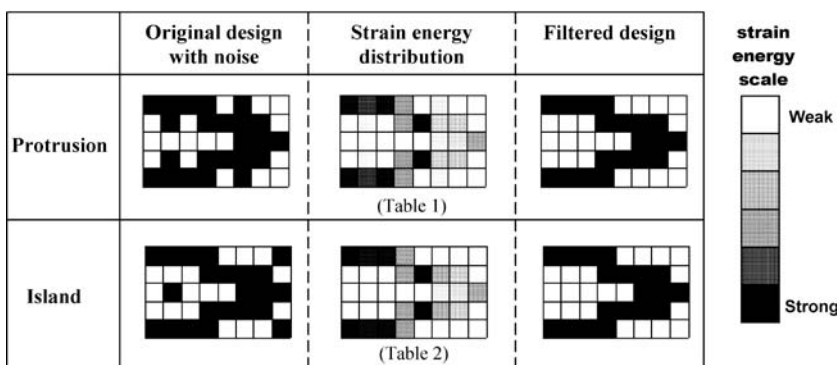 Original design
with noise
Strain energy
distribution
Filtered design
strain
energy
scale
Weak
Protrusion
(Table 1)
Island
(Table 2)
Strong